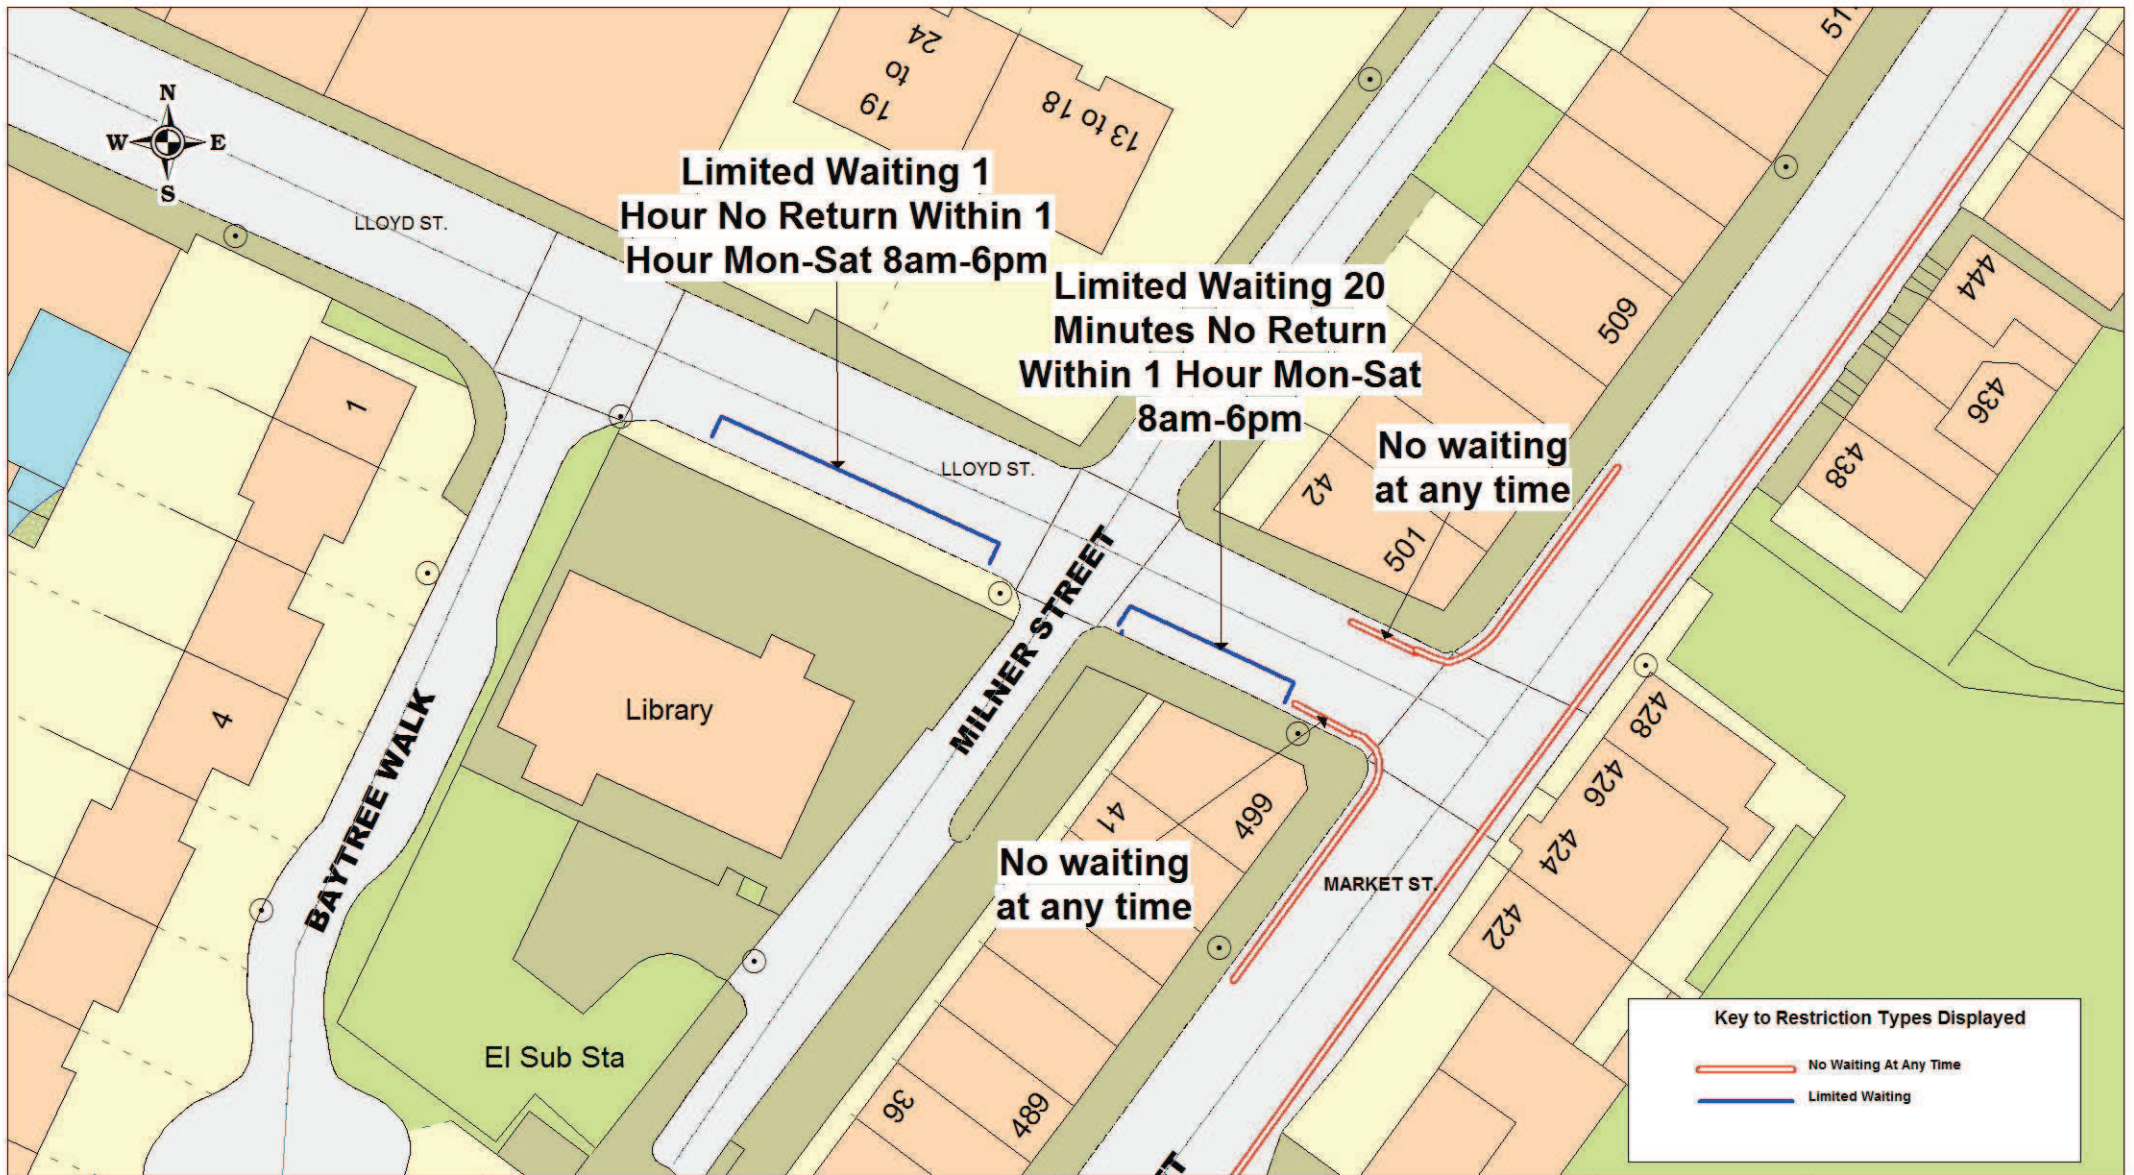 24
to
19
13 to 18
511
N
W E
S
LLOYD ST.
Limited Waiting 1
Hour No Return Within 1
Hour Mon-Sat 8am-6pm
Limited Waiting 20
Minutes No Return
Within 1 Hour Mon-Sat
8am-6pm
No waiting
at any time
LLOYD ST.
509
444
436
438
42
501
1
4
MILNER STREET
Library
BAYTREE WALK
428
426
424
422
41
499
No waiting
at any time
MARKET ST.
El Sub Sta
36
489
Key to Restriction Types Displayed
No Waiting At Any Time
Limited Waiting